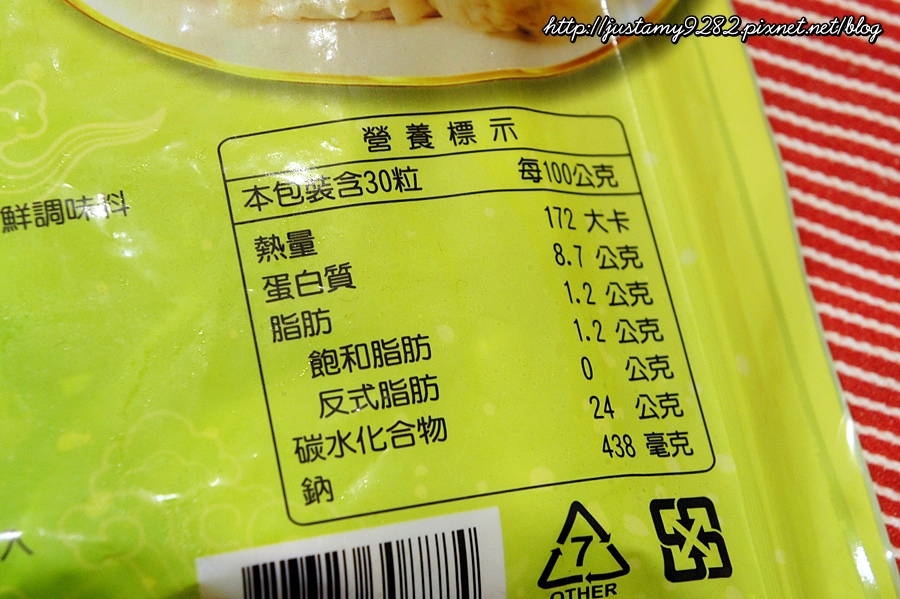 http://justamy9282.pixnet.net/blog
營養標示
本包裝含30粒 每100公克
鮮調味料
熱量 172 大卡
蛋白質 8.7 公克
脂肪 1.2 公克
飽和脂肪 1.2 公克
反式脂肪 0 公克
碳水化合物 24 公克
鈉 438 毫克
7
OTHER